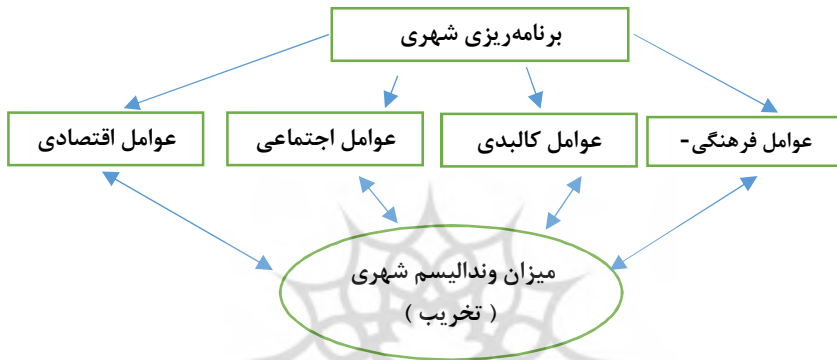 برنامه‌ریزی شهری
عوامل فرهنگی-
عوامل کالبدی
عوامل اجتماعی
عوامل اقتصادی
میزان وندالیسم شهری
( تخریب )